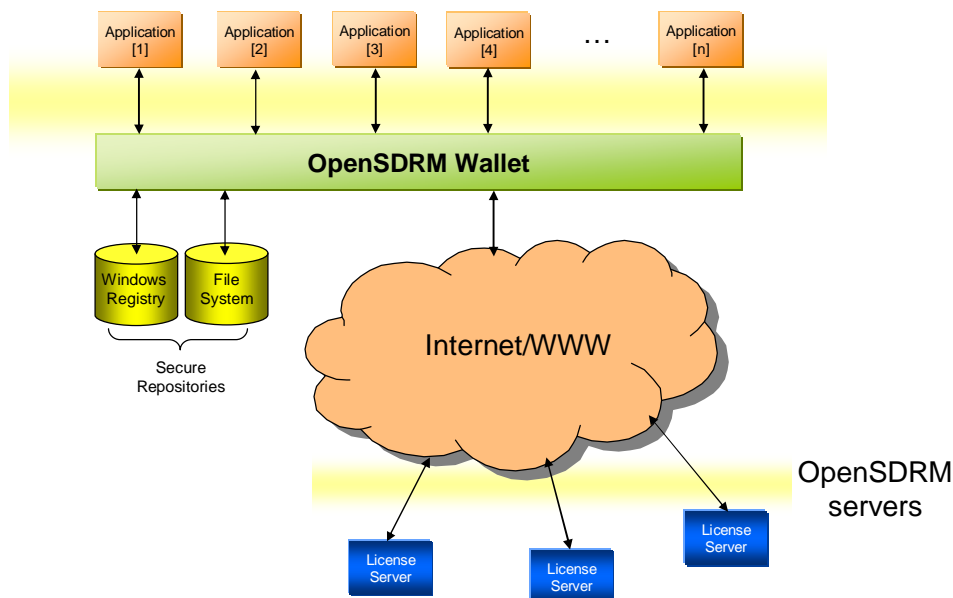 Application
[1]
Application
[2]
Application
[3]
Application
[4]
...
Application
[n]
OpenSDRM Wallet
Windows
Registry
File
System
Secure
Repositories
Internet/WWW
OpenSDRM
servers
License
Server
License
Server
License
Server